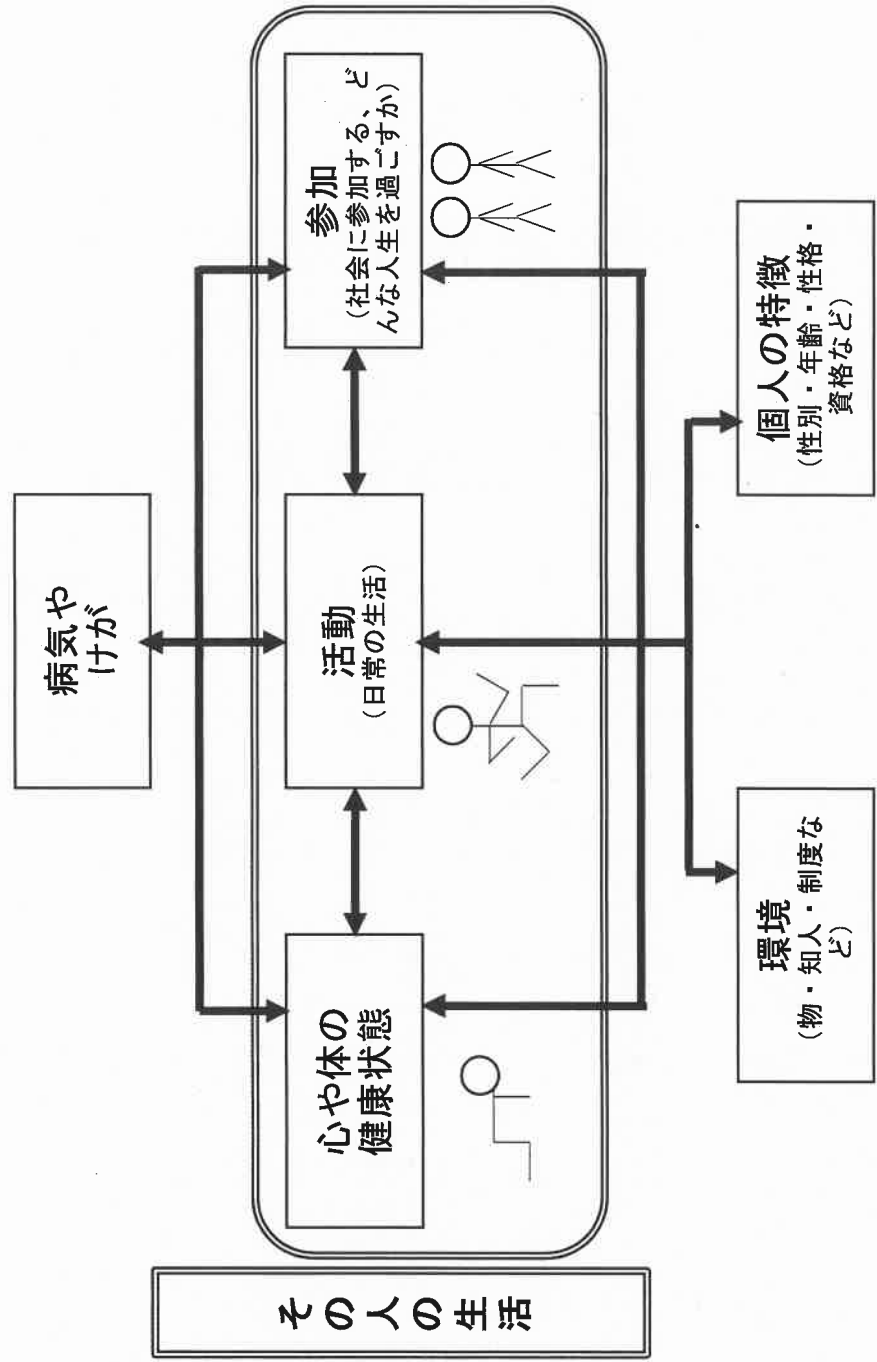 その人の生活
病気や
けが
心や体の
健康状態
活動
(日常の生活)
参加
(社会に参加する、ど
んな人生を過ごすか)
環境
(物・知人・制度な
ど)
個人の特徴
(性別・年齢・性格・
資格など)